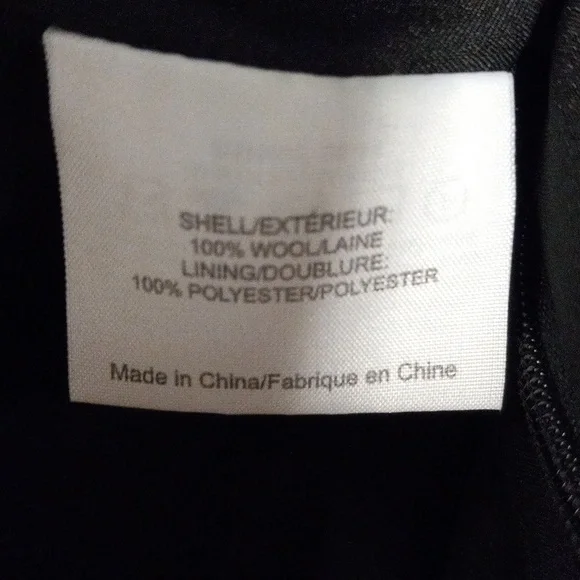 SHELL/EXTÉRIEUR:
100% WOOL/LAINE
LINING/DOUBLURE:
100% POLYESTER/POLYESTER
Made in China/Fabrique en Chine